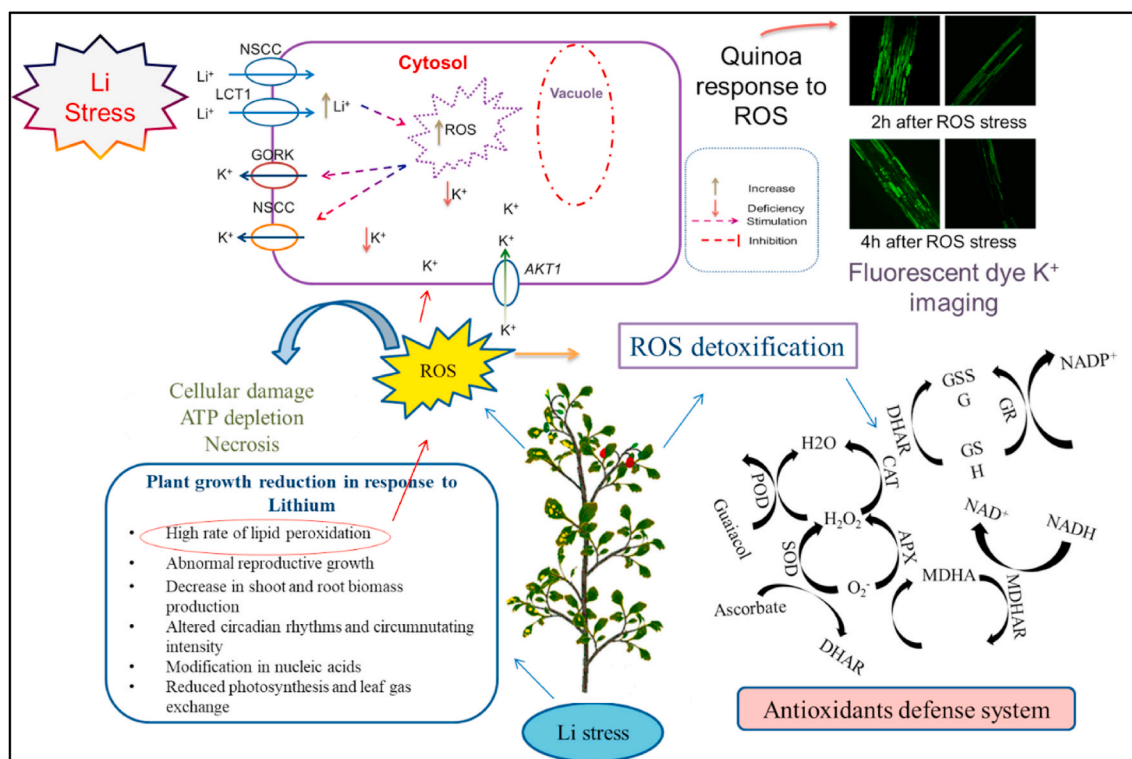 Li
Stress
NSCC
Li⁺
LCT1
Li⁺
Li⁺
GORK
K⁺
NSCC
K⁺
Cytosol
ROS
K⁺
K⁺
K⁺
K⁺
K⁺
AKT1
K⁺
Vacuole
Increase
Deficiency
Stimulation
Inhibition
Quinoa
response to
ROS
2h after ROS stress
4h after ROS stress
Fluorescent dye K⁺
imaging
ROS
ROS detoxification
Cellular damage
ATP depletion
Necrosis
Plant growth reduction in response to
Lithium
• High rate of lipid peroxidation
• Abnormal reproductive growth
• Decrease in shoot and root biomass
production
• Altered circadian rhythms and circumnutating
intensity
• Modification in nucleic acids
• Reduced photosynthesis and leaf gas
exchange
Li stress
GSS
G
DHAR
GR
NADP⁺
GS
H
H2O
CAT
POD
Guaiacol
H₂O₂
SOD
APX
O₂⁻
Ascorbate
DHAR
NAD⁺
NADH
MDHA
MDHAR
Antioxidants defense system